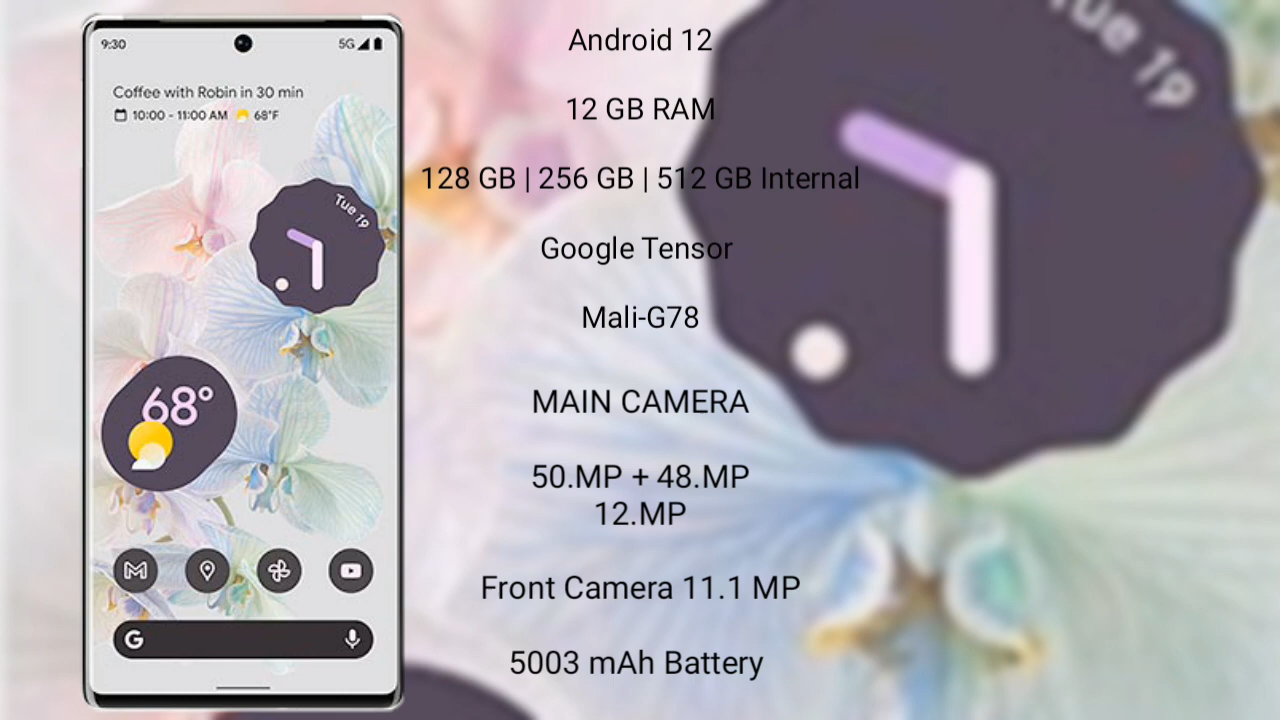 9:30
5G
Coffee with Robin in 30 min
10:00 - 11:00 AM 68°F
Tue 19
68°
G
Android 12
12 GB RAM
128 GB | 256 GB | 512 GB Internal
Google Tensor
Mali-G78
MAIN CAMERA
50.MP + 48.MP
12.MP
Front Camera 11.1 MP
5003 mAh Battery
Tue 19